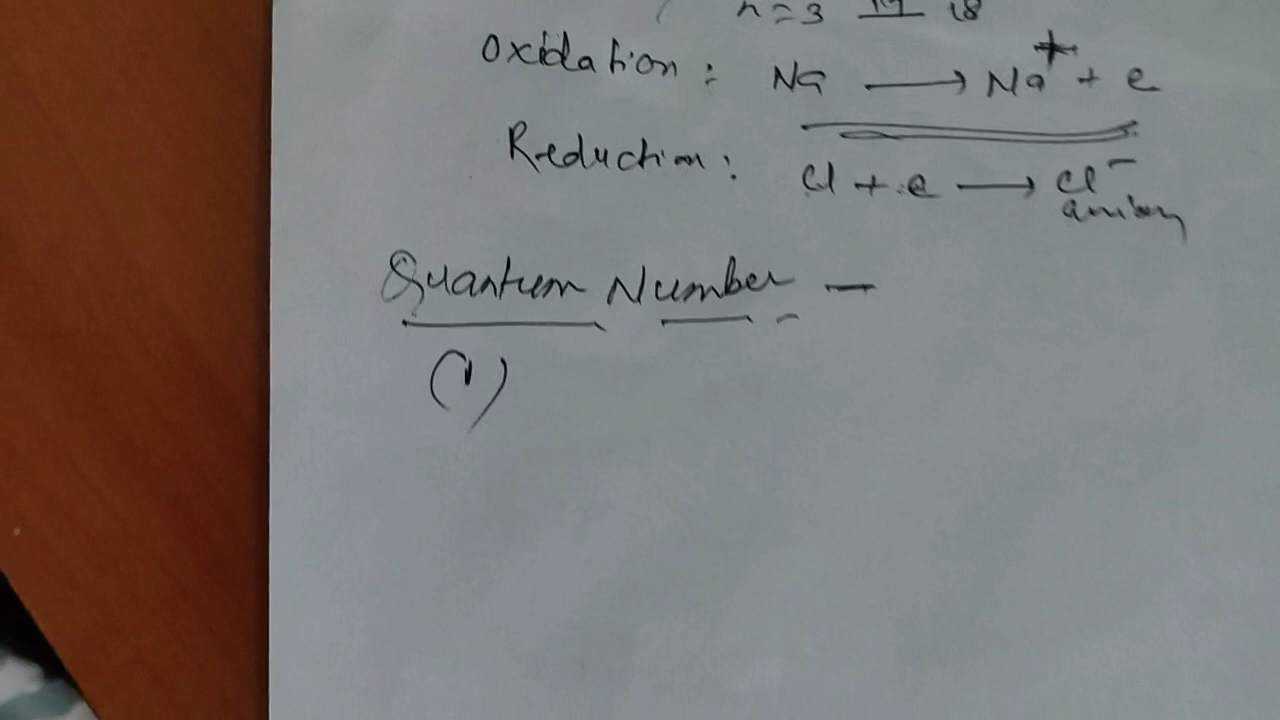 n = 3 18
Oxidation : Na → Na⁺ + e
Reduction : Cl + e → Cl⁻
anion
Quantum Number –
(1)